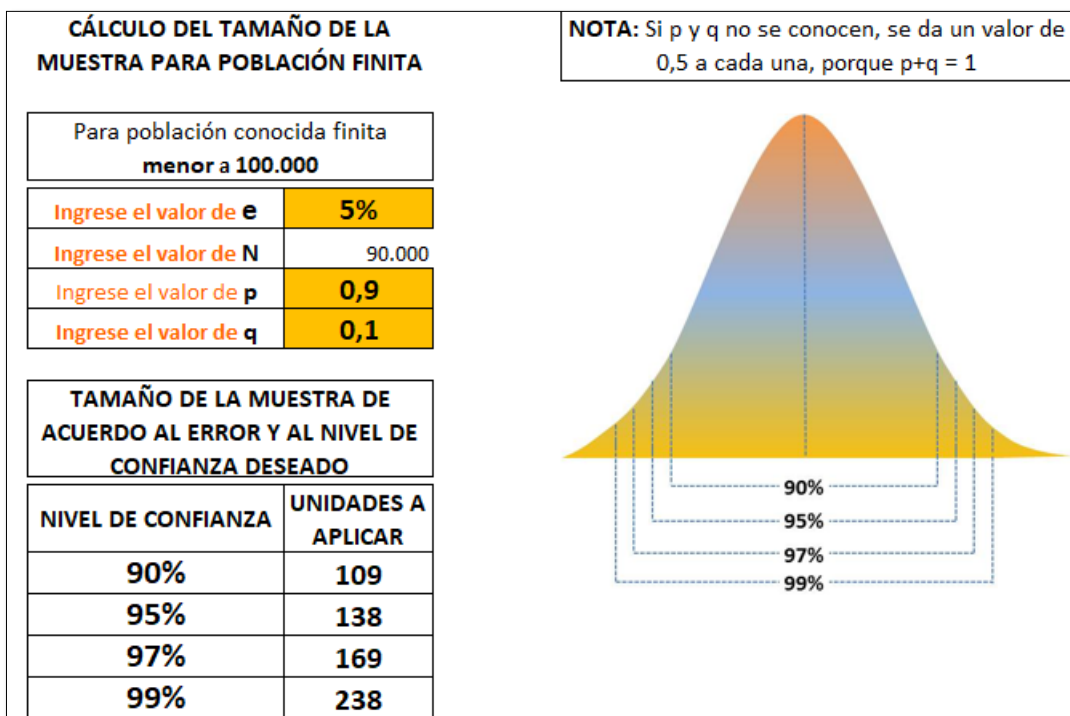 CÁLCULO DEL TAMAÑO DE LA
MUESTRA PARA POBLACIÓN FINITA
NOTA: Si p y q no se conocen, se da un valor de
0,5 a cada una, porque p+q = 1
Para población conocida finita
menor a 100.000
Ingrese el valor de e 5%
Ingrese el valor de N 90.000
Ingrese el valor de p 0,9
Ingrese el valor de q 0,1
TAMAÑO DE LA MUESTRA DE
ACUERDO AL ERROR Y AL NIVEL DE
CONFIANZA DESEADO
NIVEL DE CONFIANZA
UNIDADES A
APLICAR
90% 109
95% 138
97% 169
99% 238
90%
95%
97%
99%